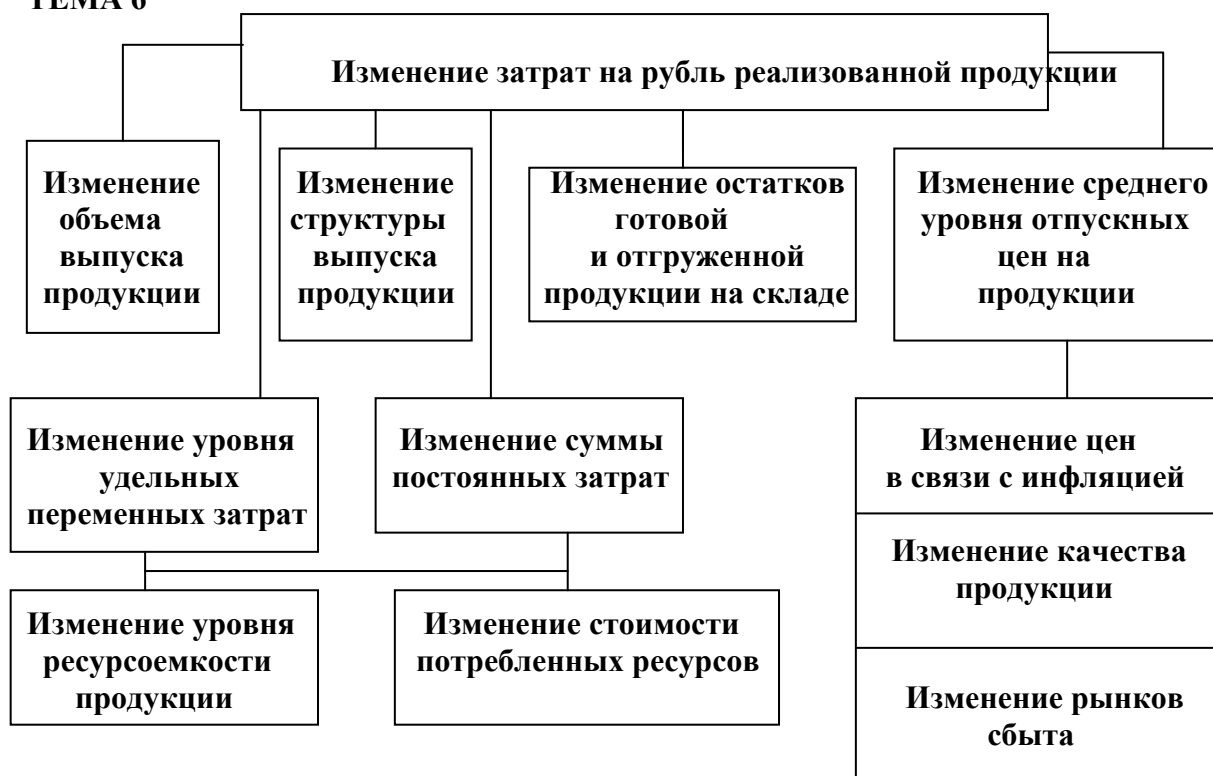 ТЕМА 6
Изменение затрат на рубль реализованной продукции
Изменение
объема
выпуска
продукции
Изменение
структуры
выпуска
продукции
Изменение остатков
готовой
и отгруженной
продукции на складе
Изменение среднего
уровня отпускных
цен на
продукции
Изменение уровня
удельных
переменных затрат
Изменение суммы
постоянных затрат
Изменение цен
в связи с инфляцией
Изменение качества
продукции
Изменение уровня
ресурсоемкости
продукции
Изменение стоимости
потребленных ресурсов
Изменение рынков
сбыта